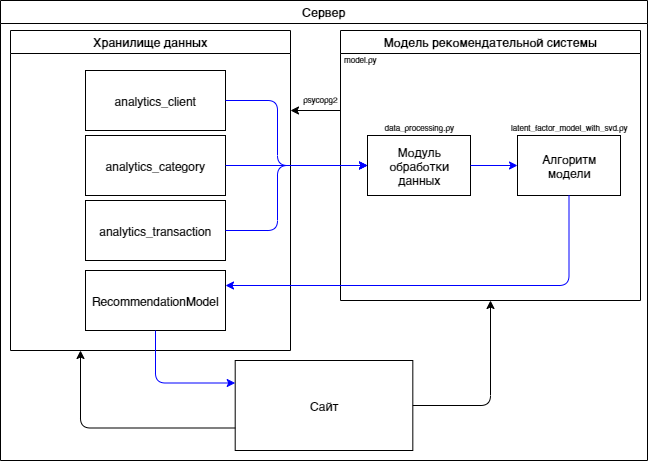 Сервер
Хранилище данных
analytics_client
analytics_category
analytics_transaction
RecommendationModel
psycopg2
Модель рекомендательной системы
model.py
data_processing.py
Модуль
обработки
данных
latent_factor_model_with_svd.py
Алгоритм
модели
Сайт